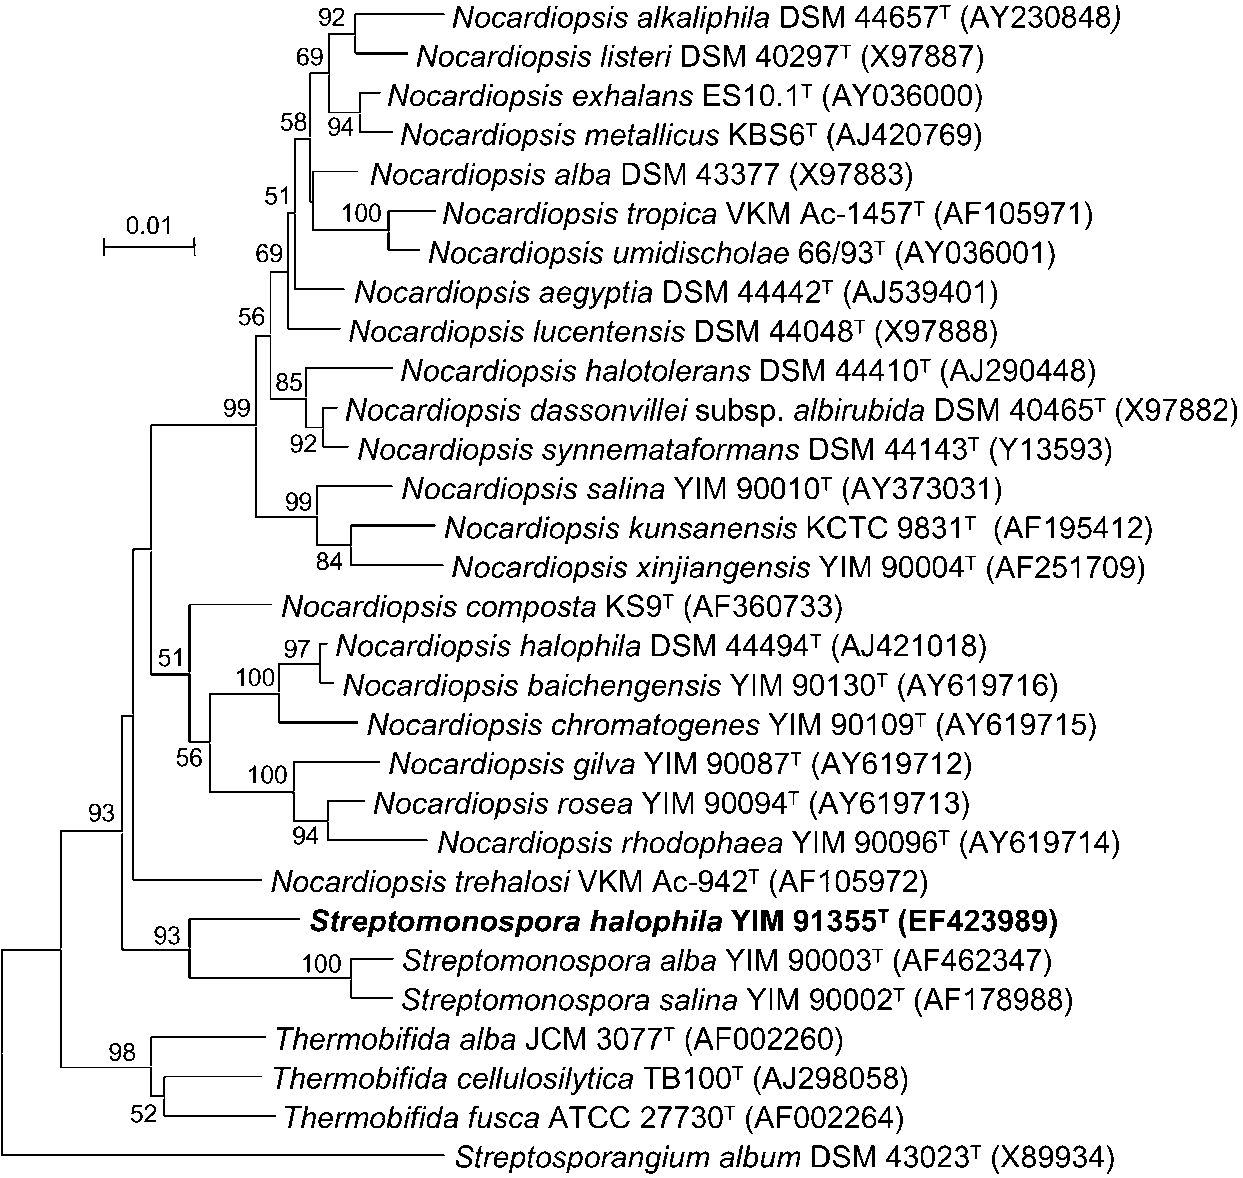 92
Nocardiopsis alkaliphila DSM 44657ᵀ (AY230848)
Nocardiopsis listeri DSM 40297ᵀ (X97887)
69
Nocardiopsis exhalans ES10.1ᵀ (AY036000)
94
Nocardiopsis metallicus KBS6ᵀ (AJ420769)
58
Nocardiopsis alba DSM 43377 (X97883)
51
100
Nocardiopsis tropica VKM Ac-1457ᵀ (AF105971)
0.01
Nocardiopsis umidischolae 66/93ᵀ (AY036001)
69
Nocardiopsis aegyptia DSM 44442ᵀ (AJ539401)
56
Nocardiopsis lucentensis DSM 44048ᵀ (X97888)
Nocardiopsis halotolerans DSM 44410ᵀ (AJ290448)
85
99
Nocardiopsis dassonvillei subsp. albirubida DSM 40465ᵀ (X97882)
92
Nocardiopsis synnemataformans DSM 44143ᵀ (Y13593)
Nocardiopsis salina YIM 90010ᵀ (AY373031)
99
Nocardiopsis kunsanensis KCTC 9831ᵀ (AF195412)
84
Nocardiopsis xinjiangensis YIM 90004ᵀ (AF251709)
Nocardiopsis composta KS9ᵀ (AF360733)
97
Nocardiopsis halophila DSM 44494ᵀ (AJ421018)
51
100
Nocardiopsis baichengensis YIM 90130ᵀ (AY619716)
Nocardiopsis chromatogenes YIM 90109ᵀ (AY619715)
56
Nocardiopsis gilva YIM 90087ᵀ (AY619712)
100
Nocardiopsis rosea YIM 90094ᵀ (AY619713)
93
94
Nocardiopsis rhodophaea YIM 90096ᵀ (AY619714)
Nocardiopsis trehalosi VKM Ac-942ᵀ (AF105972)
Streptomonospora halophila YIM 91355ᵀ (EF423989)
93
100
Streptomonospora alba YIM 90003ᵀ (AF462347)
Streptomonospora salina YIM 90002ᵀ (AF178988)
Thermobifida alba JCM 3077ᵀ (AF002260)
98
Thermobifida cellulosilytica TB100ᵀ (AJ298058)
52
Thermobifida fusca ATCC 27730ᵀ (AF002264)
Streptosporangium album DSM 43023ᵀ (X89934)